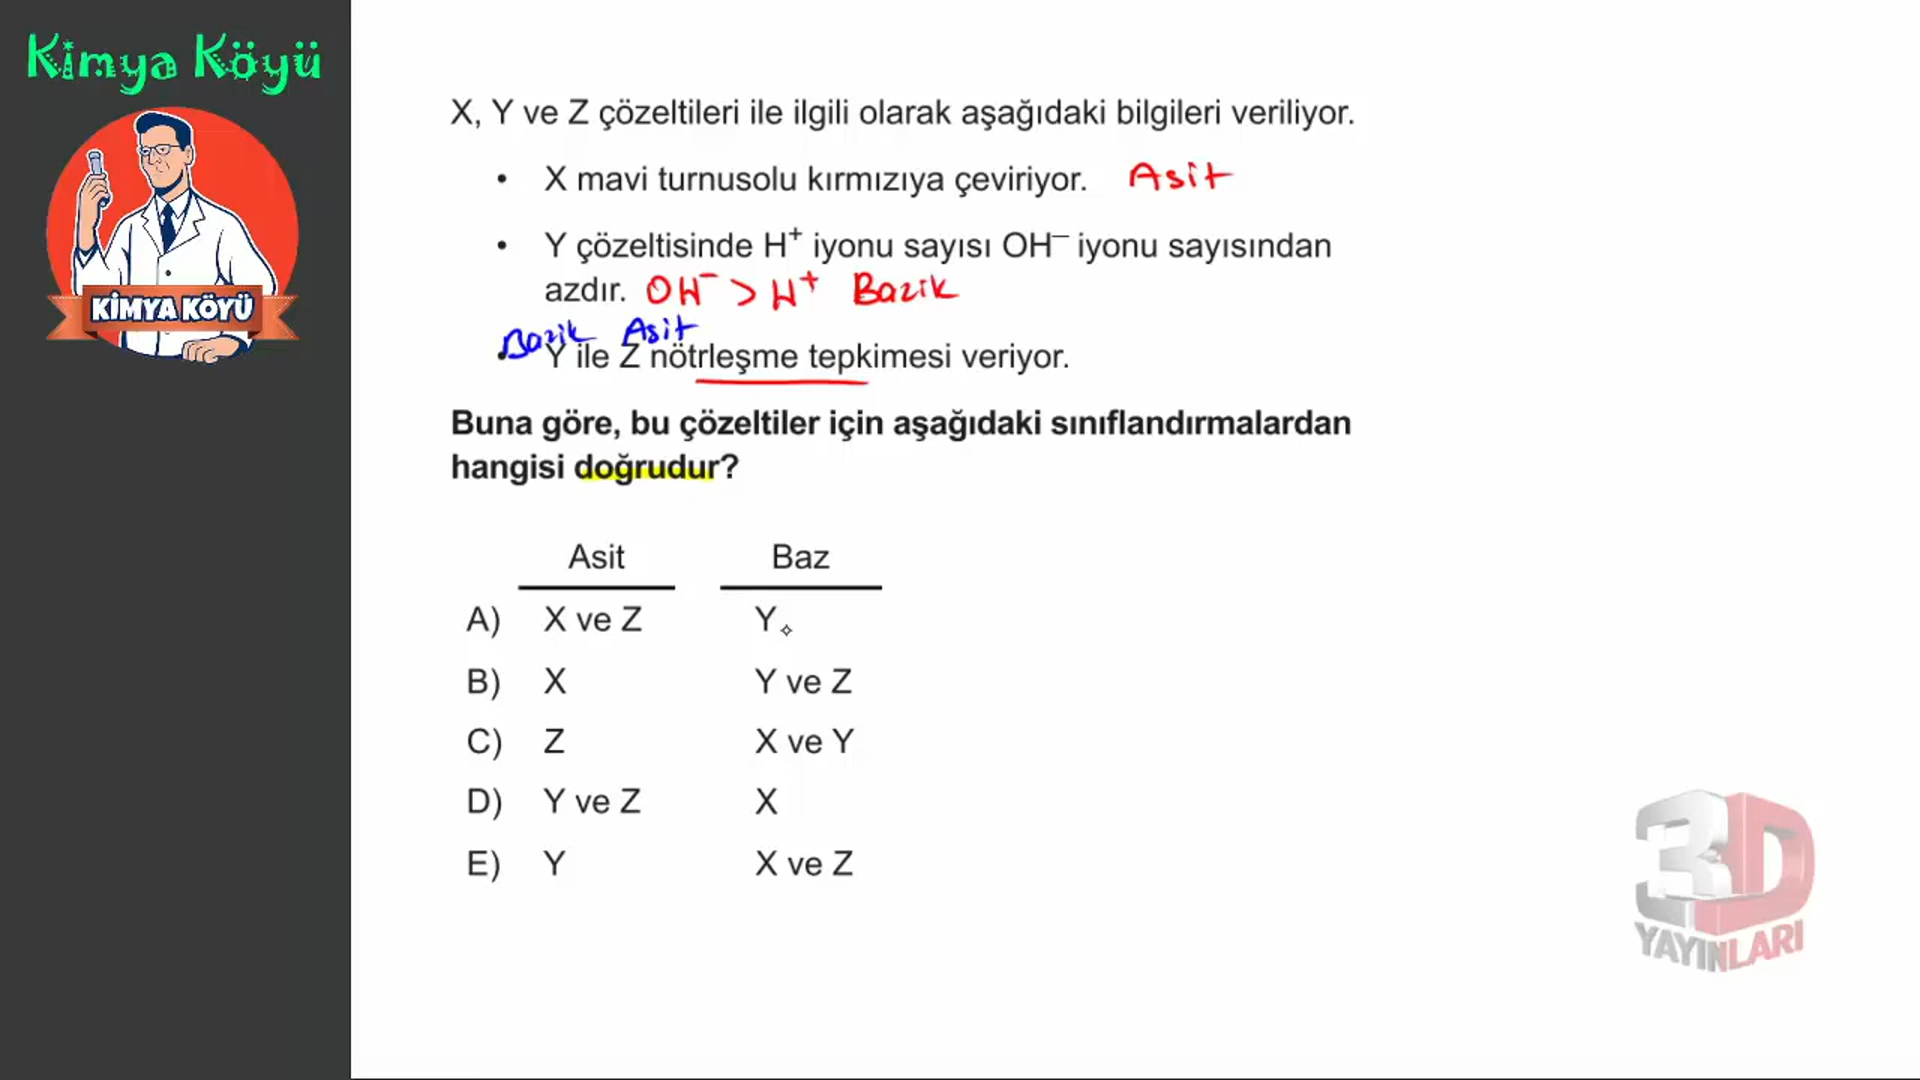 Kimya Köyü
KİMYA KÖYÜ
X, Y ve Z çözeltileri ile ilgili olarak aşağıdaki bilgileri veriliyor.
• X mavi turnusolu kırmızıya çeviriyor. Asit
• Y çözeltisinde H⁺ iyonu sayısı OH⁻ iyonu sayısından
azdır. OH⁻ > H⁺ Bazik
Bazik Asit
• Y ile Z nötrleşme tepkimesi veriyor.
Buna göre, bu çözeltiler için aşağıdaki sınıflandırmalardan
hangisi doğrudur?
Asit Baz
A) X ve Z Y
B) X Y ve Z
C) Z X ve Y
D) Y ve Z X
E) Y X ve Z
3D
YAYINLARI